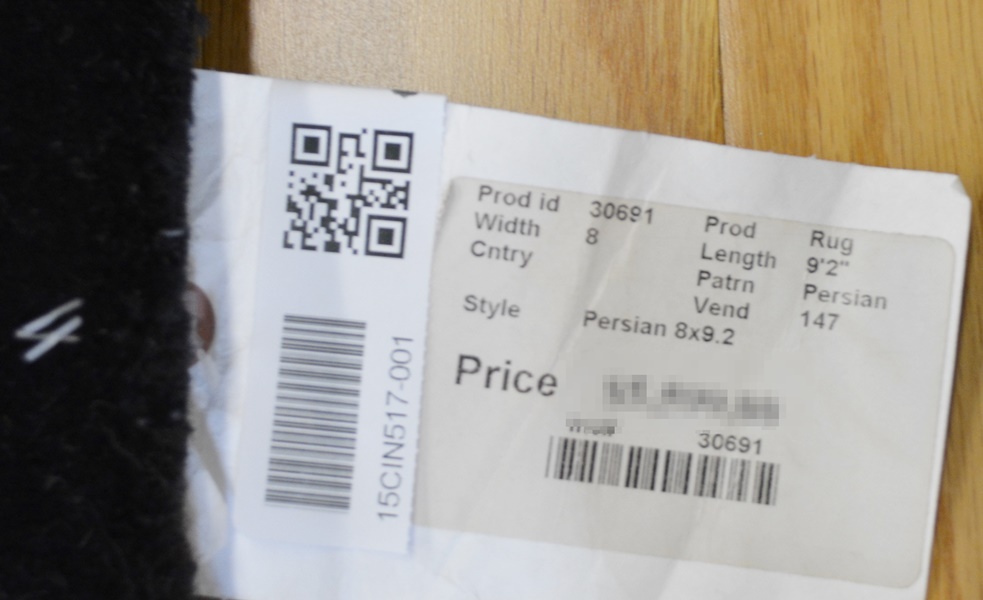 15CIN517-001
Prod id 30691 Prod Rug
Width 8 Length 9'2"
Cntry Patrn Persian
Vend 147
Style Persian 8x9.2
Price
30691
4